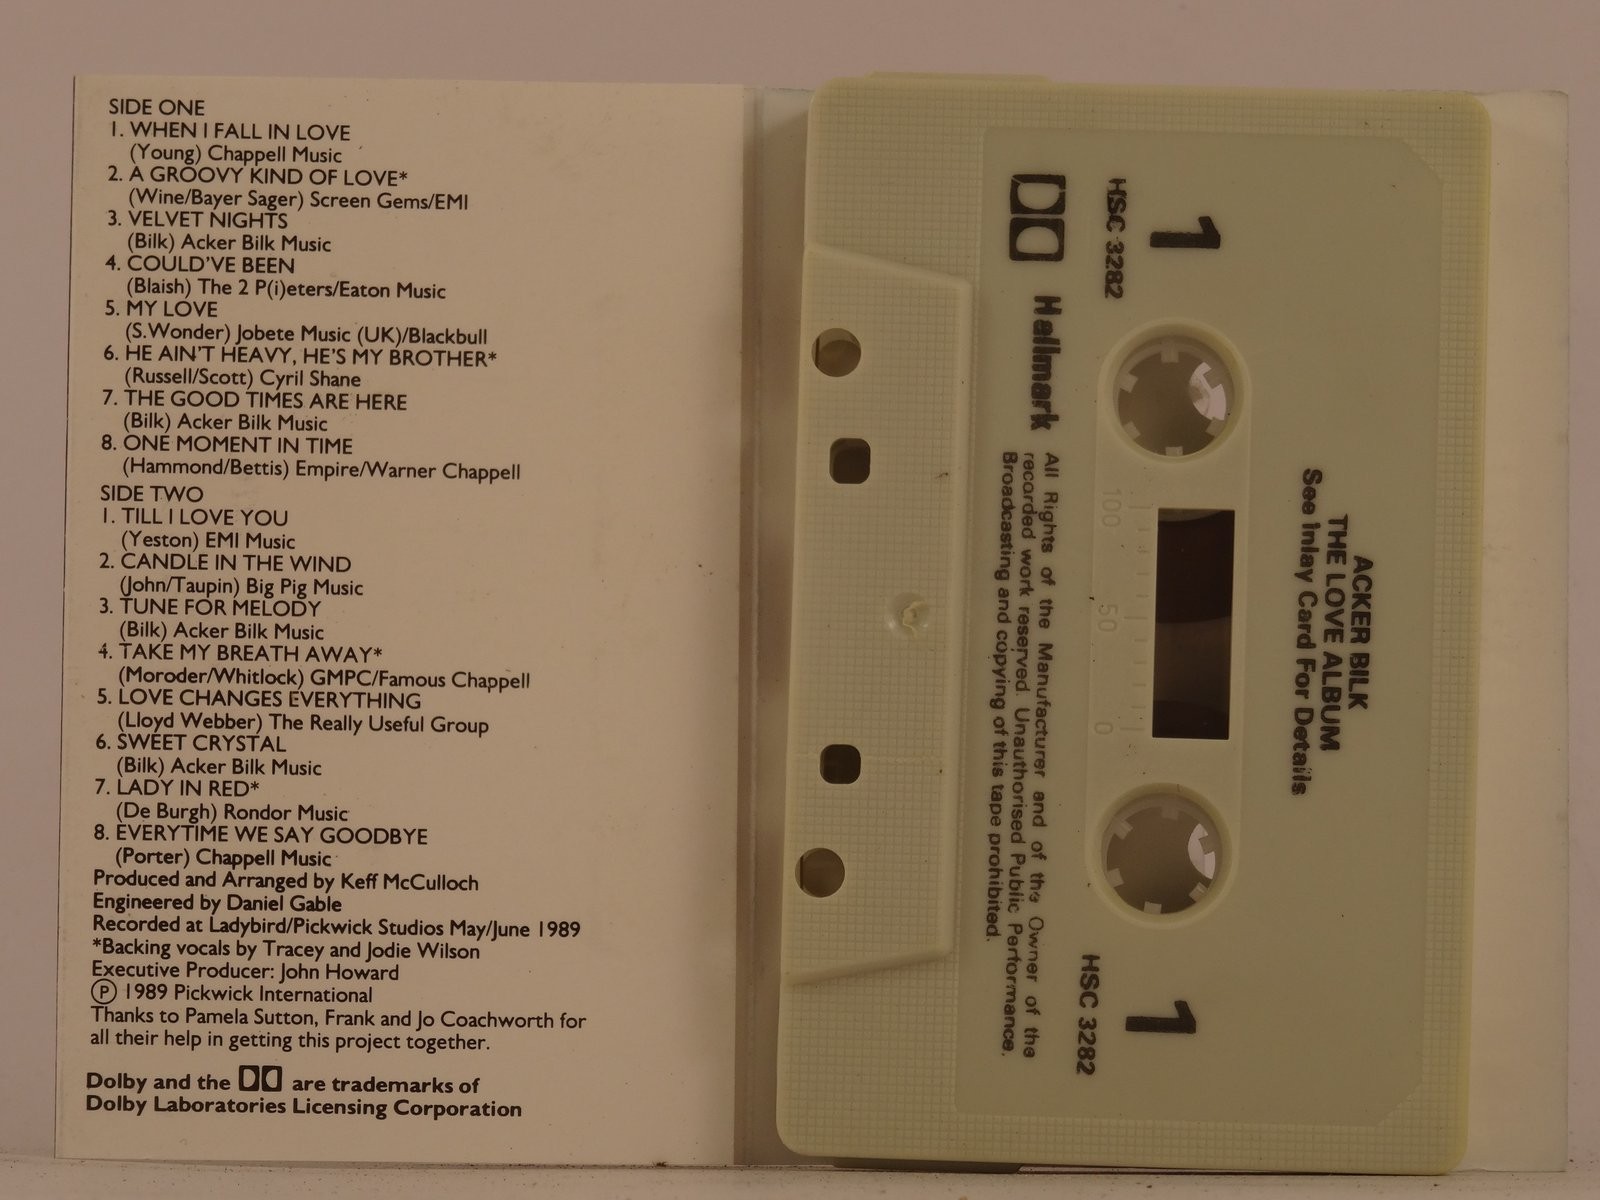 SIDE ONE
1. WHEN I FALL IN LOVE
(Young) Chappell Music
2. A GROOVY KIND OF LOVE*
(Wine/Bayer Sager) Screen Gems/EMI
3. VELVET NIGHTS
(Bilk) Acker Bilk Music
4. COULD'VE BEEN
(Blaish) The 2 P(i)eters/Eaton Music
5. MY LOVE
(S.Wonder) Jobete Music (UK)/Blackbull
6. HE AIN'T HEAVY, HE'S MY BROTHER*
(Russell/Scott) Cyril Shane
7. THE GOOD TIMES ARE HERE
(Bilk) Acker Bilk Music
8. ONE MOMENT IN TIME
(Hammond/Bettis) Empire/Warner Chappell
SIDE TWO
1. TILL I LOVE YOU
(Yeston) EMI Music
2. CANDLE IN THE WIND
(John/Taupin) Big Pig Music
3. TUNE FOR MELODY
(Bilk) Acker Bilk Music
4. TAKE MY BREATH AWAY*
(Moroder/Whitlock) GMPC/Famous Chappell
5. LOVE CHANGES EVERYTHING
(Lloyd Webber) The Really Useful Group
6. SWEET CRYSTAL
(Bilk) Acker Bilk Music
7. LADY IN RED*
(De Burgh) Rondor Music
8. EVERYTIME WE SAY GOODBYE
(Porter) Chappell Music
Produced and Arranged by Keff McCulloch
Engineered by Daniel Gable
Recorded at Ladybird/Pickwick Studios May/June 1989
*Backing vocals by Tracey and Jodie Wilson
Executive Producer: John Howard
Ⓟ 1989 Pickwick International
Thanks to Pamela Sutton, Frank and Jo Coachworth for
all their help in getting this project together.
Dolby and the are trademarks of
Dolby Laboratories Licensing Corporation
ACKER BILK
THE LOVE ALBUM
See Inlay Card For Details
1
1
HSC 3282
HSC 3282
100 50 0
Hallmark
All Rights of the Manufacturer and of the Owner of the
recorded work reserved. Unauthorised Public Performance,
Broadcasting and copying of this tape prohibited.